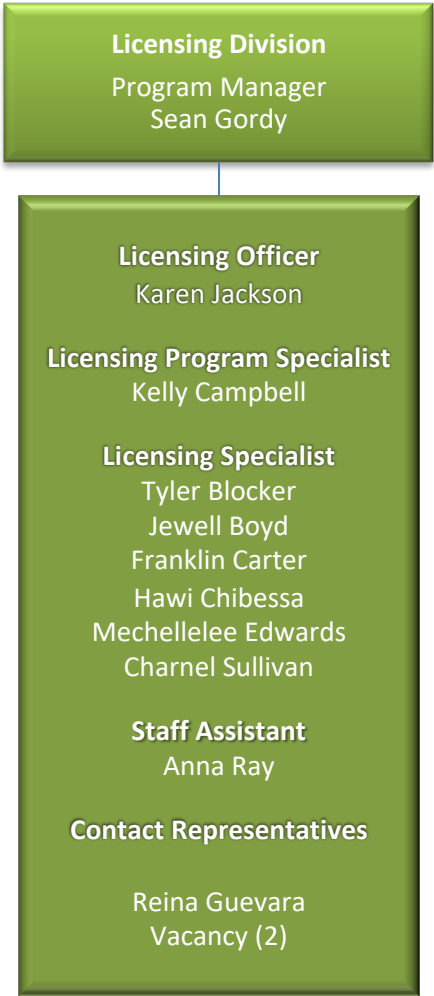 Licensing Division
Program Manager
Sean Gordy
Licensing Officer
Karen Jackson
Licensing Program Specialist
Kelly Campbell
Licensing Specialist
Tyler Blocker
Jewell Boyd
Franklin Carter
Hawi Chibessa
Mechellelee Edwards
Charnel Sullivan
Staff Assistant
Anna Ray
Contact Representatives
Reina Guevara
Vacancy (2)